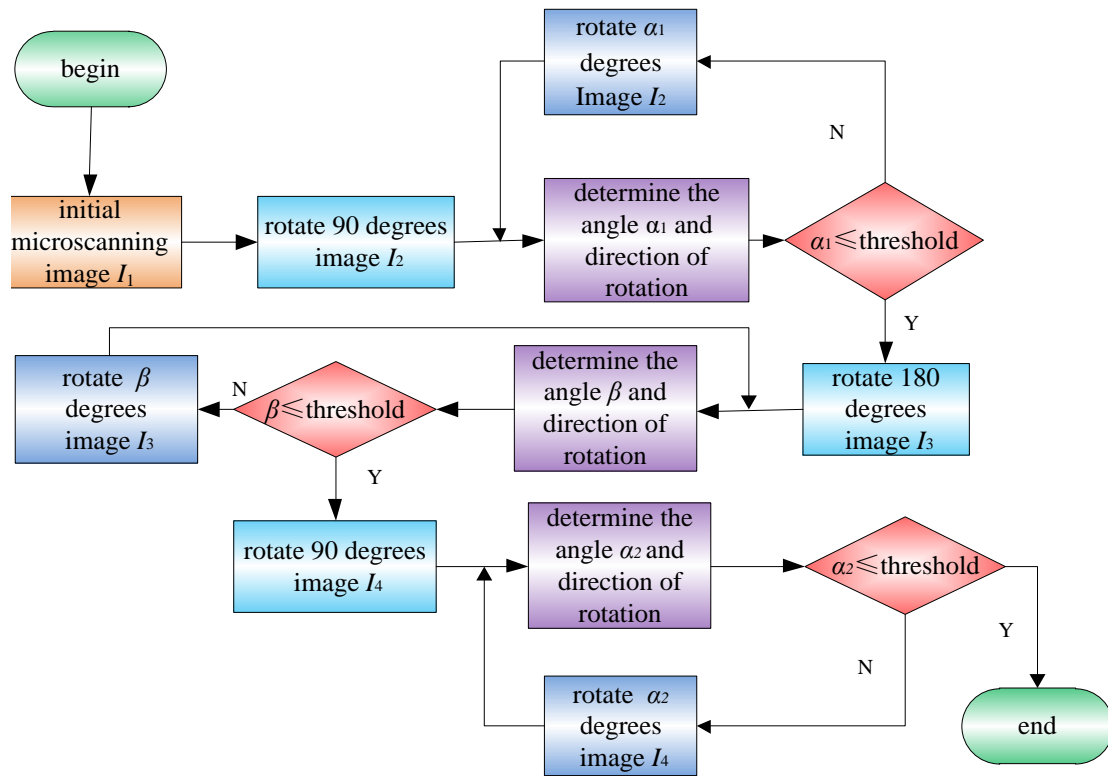 begin
rotate α1
degrees
Image I2
N
initial
microscanning
image I1
rotate 90 degrees
image I2
determine the
angle α1 and
direction of
rotation
α1≤threshold
Y
rotate β
degrees
image I3
N
β≤threshold
determine the
angle β and
direction of
rotation
rotate 180
degrees
image I3
Y
rotate 90 degrees
image I4
determine the
angle α2 and
direction of
rotation
α2≤threshold
Y
N
rotate α2
degrees
image I4
end